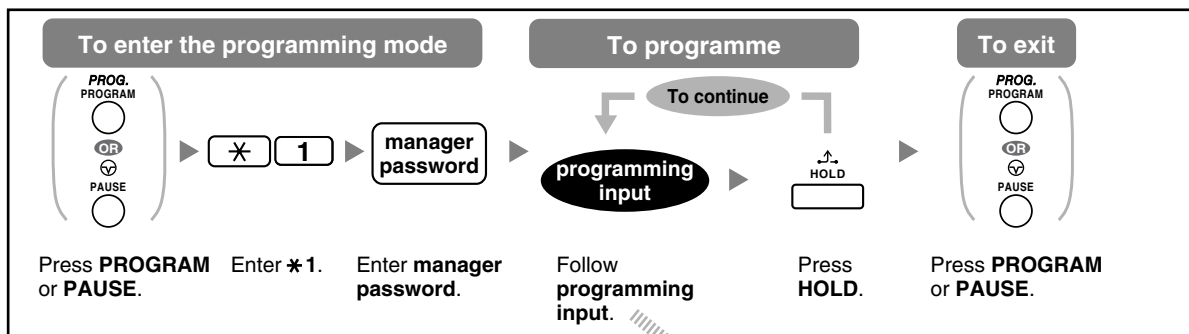 To enter the programming mode
To programme
To exit
PROG.
PROGRAM
OR
PAUSE
✳ 1
manager
password
To continue
programming
input
HOLD
PROG.
PROGRAM
OR
PAUSE
Press PROGRAM
or PAUSE.
Enter ✳1.
Enter manager
password.
Follow
programming
input.
Press
HOLD.
Press PROGRAM
or PAUSE.